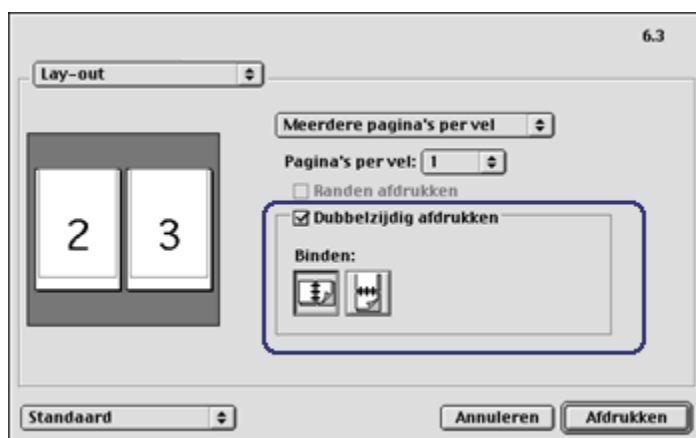 6.3
Lay-out
Meerdere pagina's per vel
Pagina's per vel: 1
Randen afdrukken
Dubbelzijdig afdrukken
2 3
Binden:
Standaard Annuleren Afdrukken